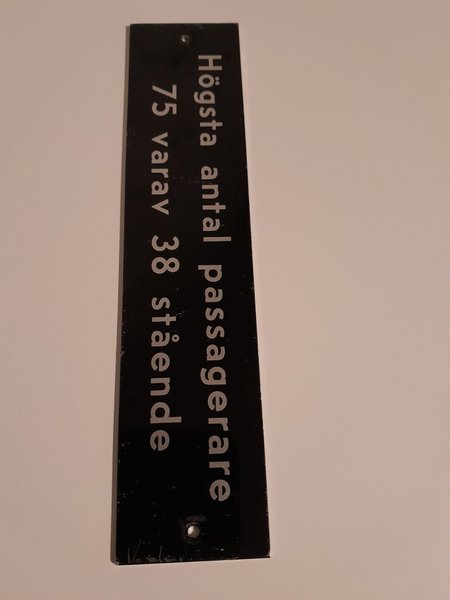 Högsta antal passagerare
75 varav 38 stående